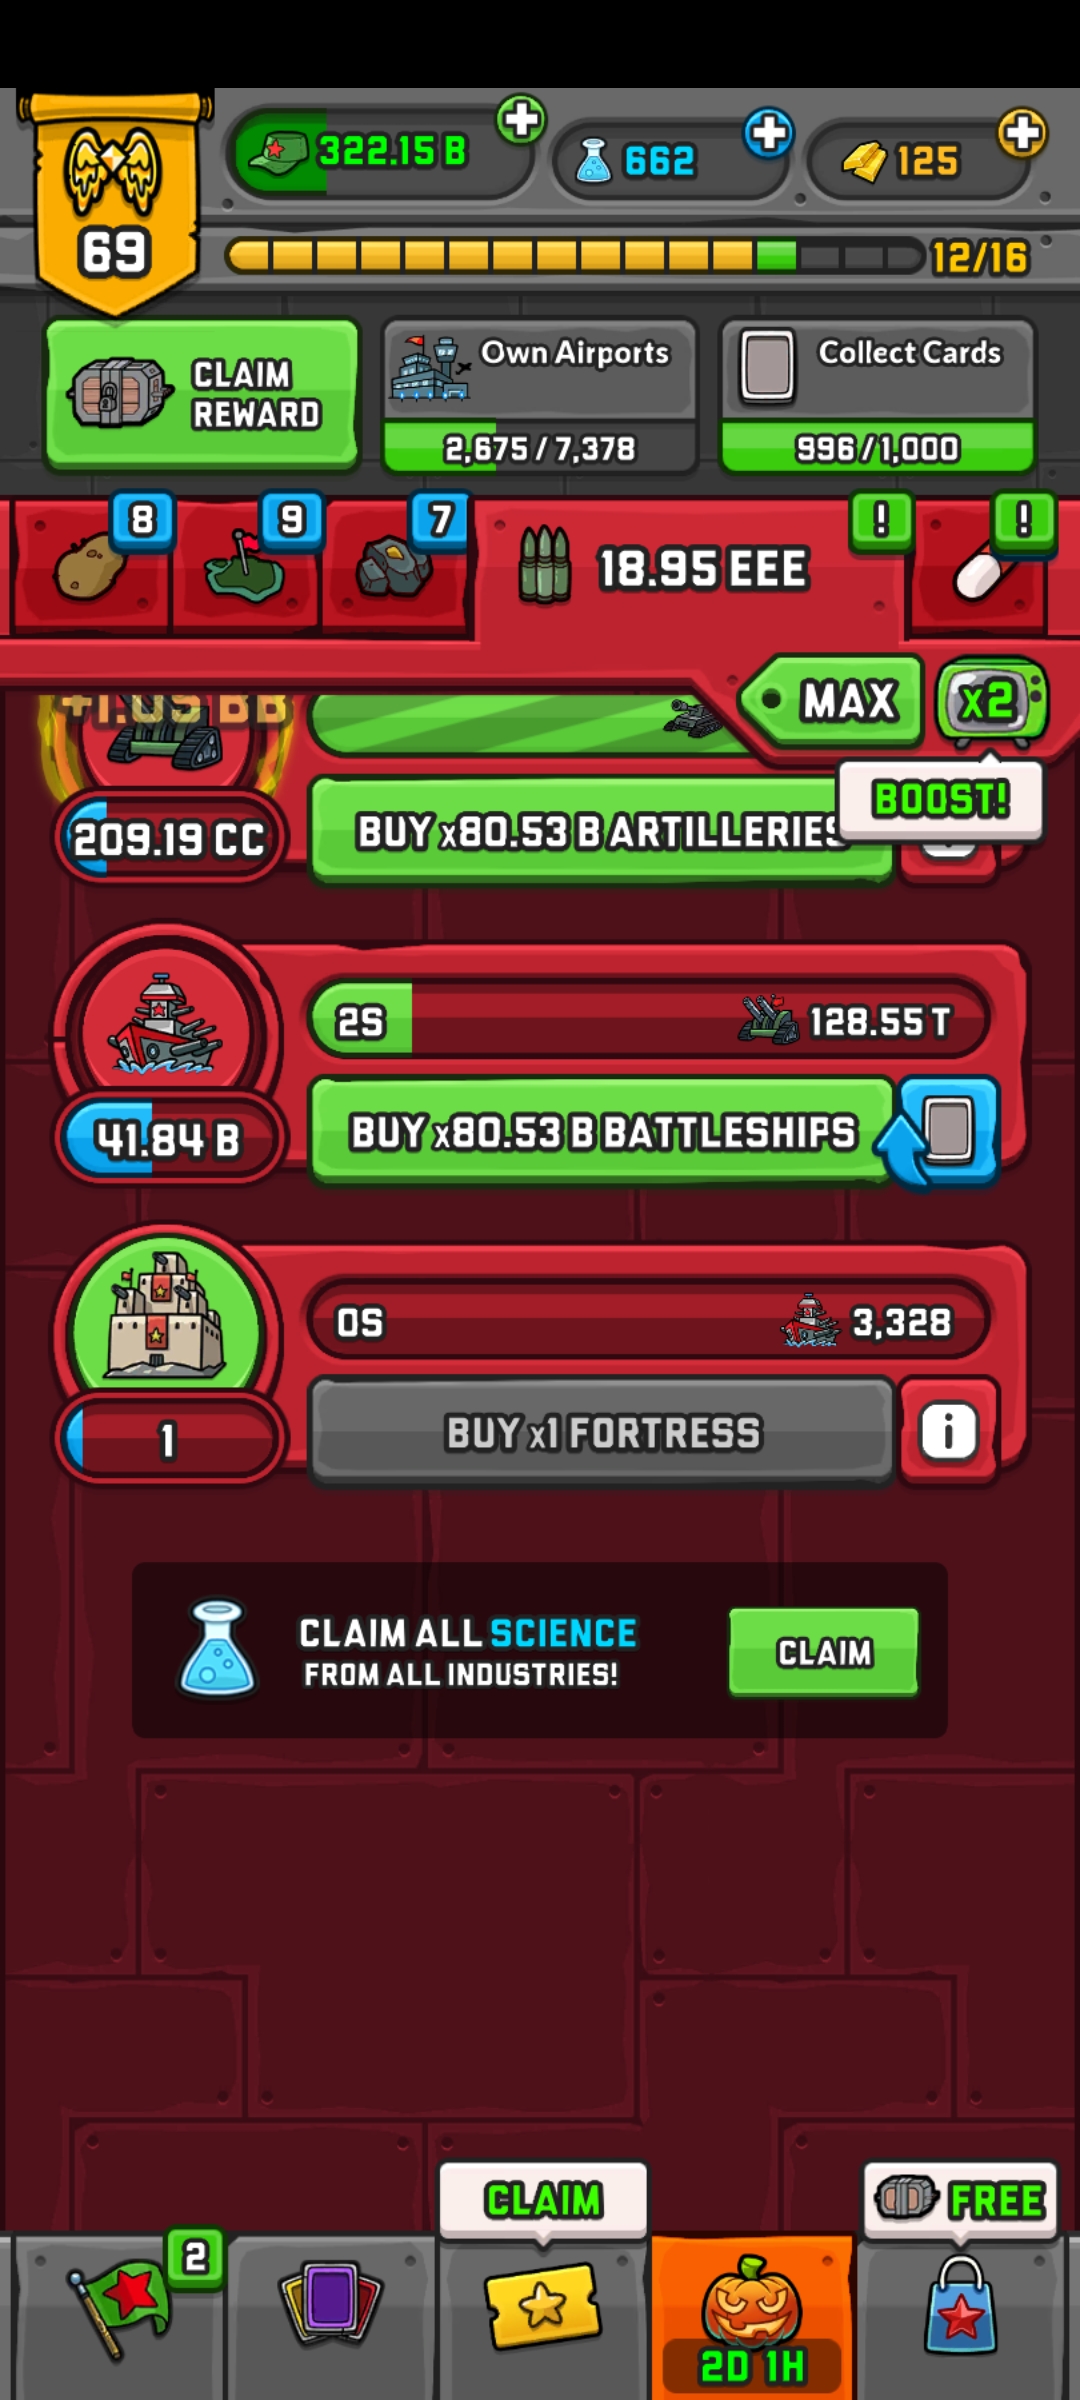 69
322.15 B
662
125
12/16
CLAIM
REWARD
Own Airports
2,675/7,378
Collect Cards
996/1,000
8
9
7
18.95 EEE
!
!
MAX
x2
BOOST!
+1.05 BB
209.19 CC
BUY x80.53 B ARTILLERIES
2S
128.55 T
41.84 B
BUY x80.53 B BATTLESHIPS
0S
3,328
1
BUY x1 FORTRESS
i
CLAIM ALL SCIENCE
FROM ALL INDUSTRIES!
CLAIM
CLAIM
FREE
2
2D 1H